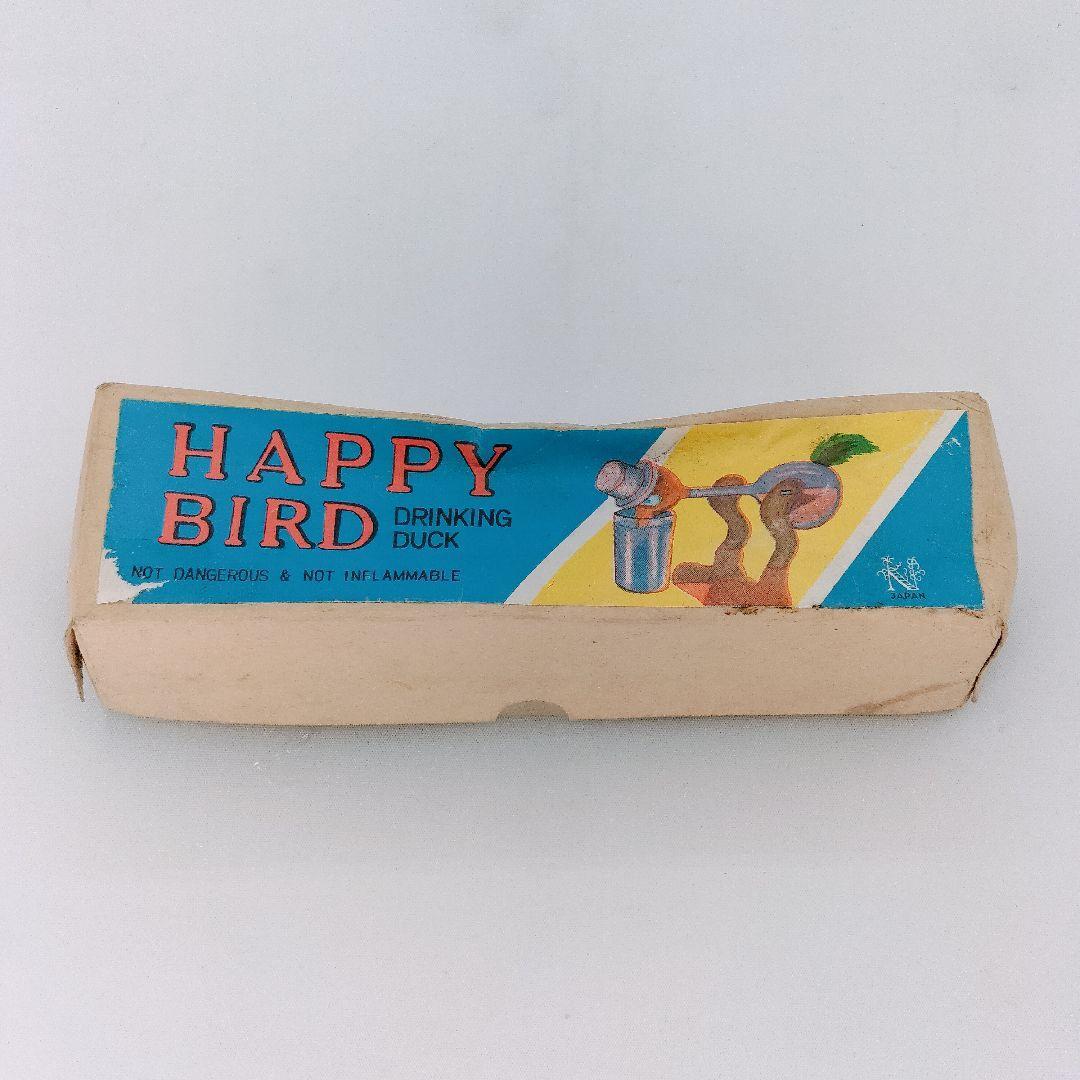 HAPPY
BIRD DRINKING
DUCK
NOT DANGEROUS & NOT INFLAMMABLE
JAPAN